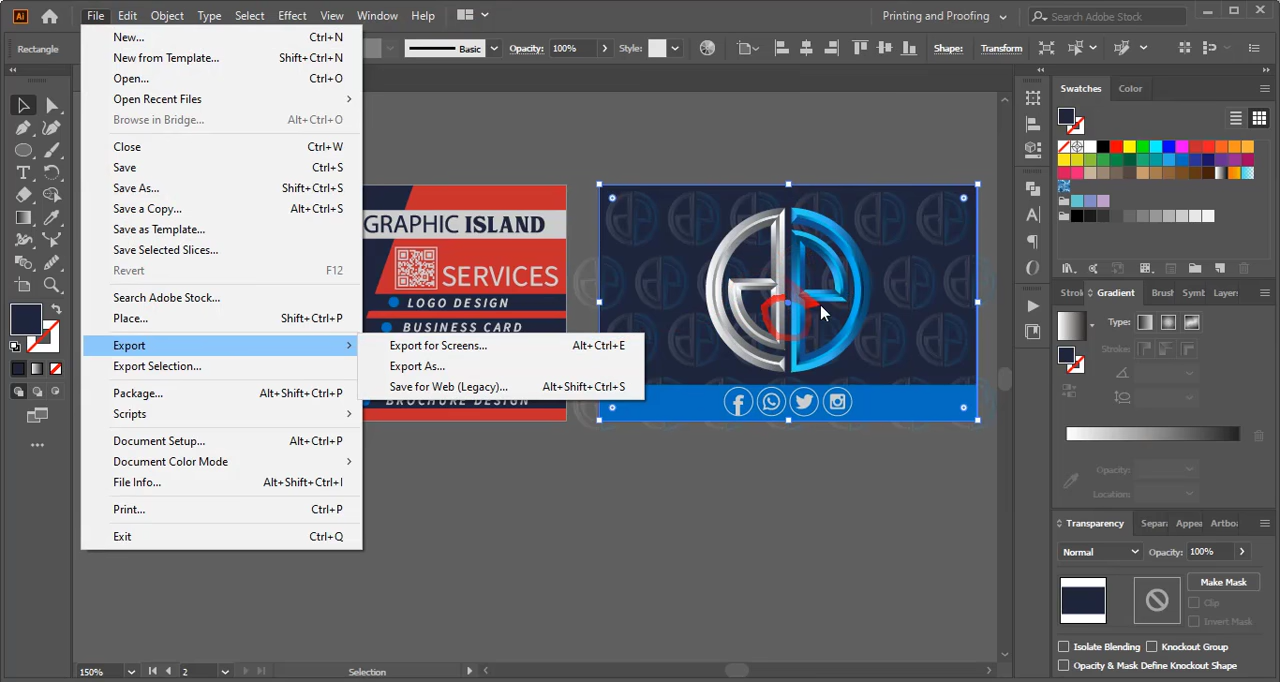 Ai File Edit Object Type Select Effect View Window Help Printing and Proofing Search Adobe Stock
Rectangle Basic Opacity: 100% Style: Shape: Transform
New... Ctrl+N
New from Template... Shift+Ctrl+N
Open... Ctrl+O
Open Recent Files
Browse in Bridge... Alt+Ctrl+O
Close Ctrl+W
Save Ctrl+S
Save As... Shift+Ctrl+S
Save a Copy... Alt+Ctrl+S
Save as Template...
Save Selected Slices...
Revert F12
Search Adobe Stock...
Place... Shift+Ctrl+P
Export
Export Selection...
Package... Alt+Shift+Ctrl+P
Scripts
Document Setup... Alt+Ctrl+P
Document Color Mode
File Info... Alt+Shift+Ctrl+I
Print... Ctrl+P
Exit Ctrl+Q
Export for Screens... Alt+Ctrl+E
Export As...
Save for Web (Legacy)... Alt+Shift+Ctrl+S
GRAPHIC ISLAND
SERVICES
LOGO DESIGN
BUSINESS CARD
BROCHURE DESIGN
Swatches Color
Strok Gradient Brush Symb Layers
Type:
Stroke:
Opacity:
Location:
Transparency Separ Appea Artbo
Normal Opacity: 100%
Make Mask
Clip
Invert Mask
Isolate Blending Knockout Group
Opacity & Mask Define Knockout Shape
150% 2 Selection